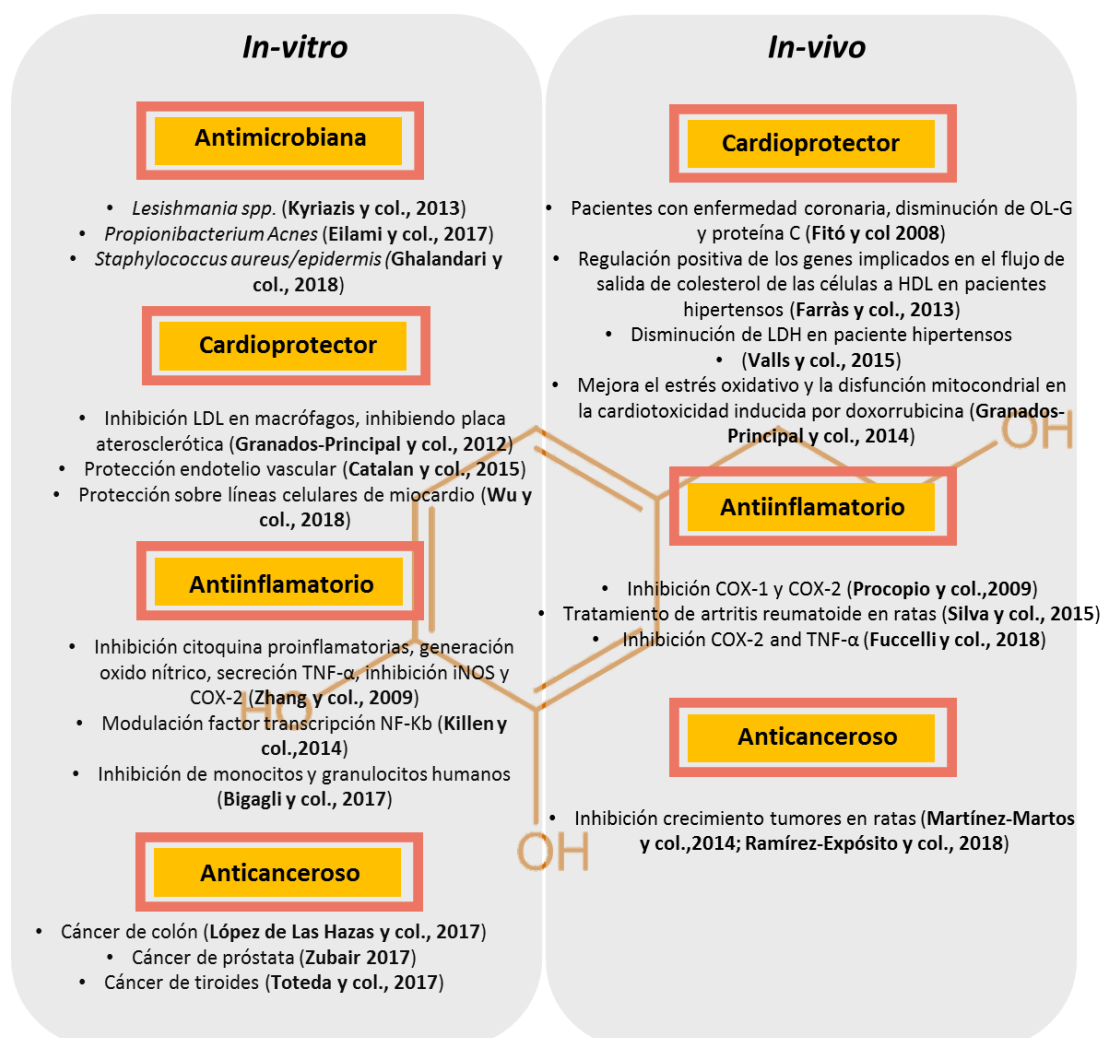 In-vitro
Antimicrobiana
• Lesishmania spp. (Kyriazis y col., 2013)
• Propionibacterium Acnes (Eilami y col., 2017)
• Staphylococcus aureus/epidermis (Ghalandari y
col., 2018)
Cardioprotector
• Inhibición LDL en macrófagos, inhibiendo placa
aterosclerótica (Granados-Principal y col., 2012)
• Protección endotelio vascular (Catalan y col., 2015)
• Protección sobre líneas celulares de miocardio (Wu y
col., 2018)
Antiinflamatorio
• Inhibición citoquina proinflamatorias, generación
oxido nítrico, secreción TNF-α, inhibición iNOS y
COX-2 (Zhang y col., 2009)
• Modulación factor transcripción NF-Kb (Killen y
col.,2014)
• Inhibición de monocitos y granulocitos humanos
(Bigagli y col., 2017)
Anticanceroso
• Cáncer de colón (López de Las Hazas y col., 2017)
• Cáncer de próstata (Zubair 2017)
• Cáncer de tiroides (Toteda y col., 2017)
In-vivo
Cardioprotector
• Pacientes con enfermedad coronaria, disminución de OL-G
y proteína C (Fitó y col 2008)
• Regulación positiva de los genes implicados en el flujo de
salida de colesterol de las células a HDL en pacientes
hipertensos (Farràs y col., 2013)
• Disminución de LDH en paciente hipertensos
• (Valls y col., 2015)
• Mejora el estrés oxidativo y la disfunción mitocondrial en
la cardiotoxicidad inducida por doxorrubicina (Granados-
Principal y col., 2014)
Antiinflamatorio
• Inhibición COX-1 y COX-2 (Procopio y col.,2009)
• Tratamiento de artritis reumatoide en ratas (Silva y col., 2015)
• Inhibición COX-2 and TNF-α (Fuccelli y col., 2018)
Anticanceroso
• Inhibición crecimiento tumores en ratas (Martínez-Martos
y col.,2014; Ramírez-Expósito y col., 2018)
OH
HO
OH